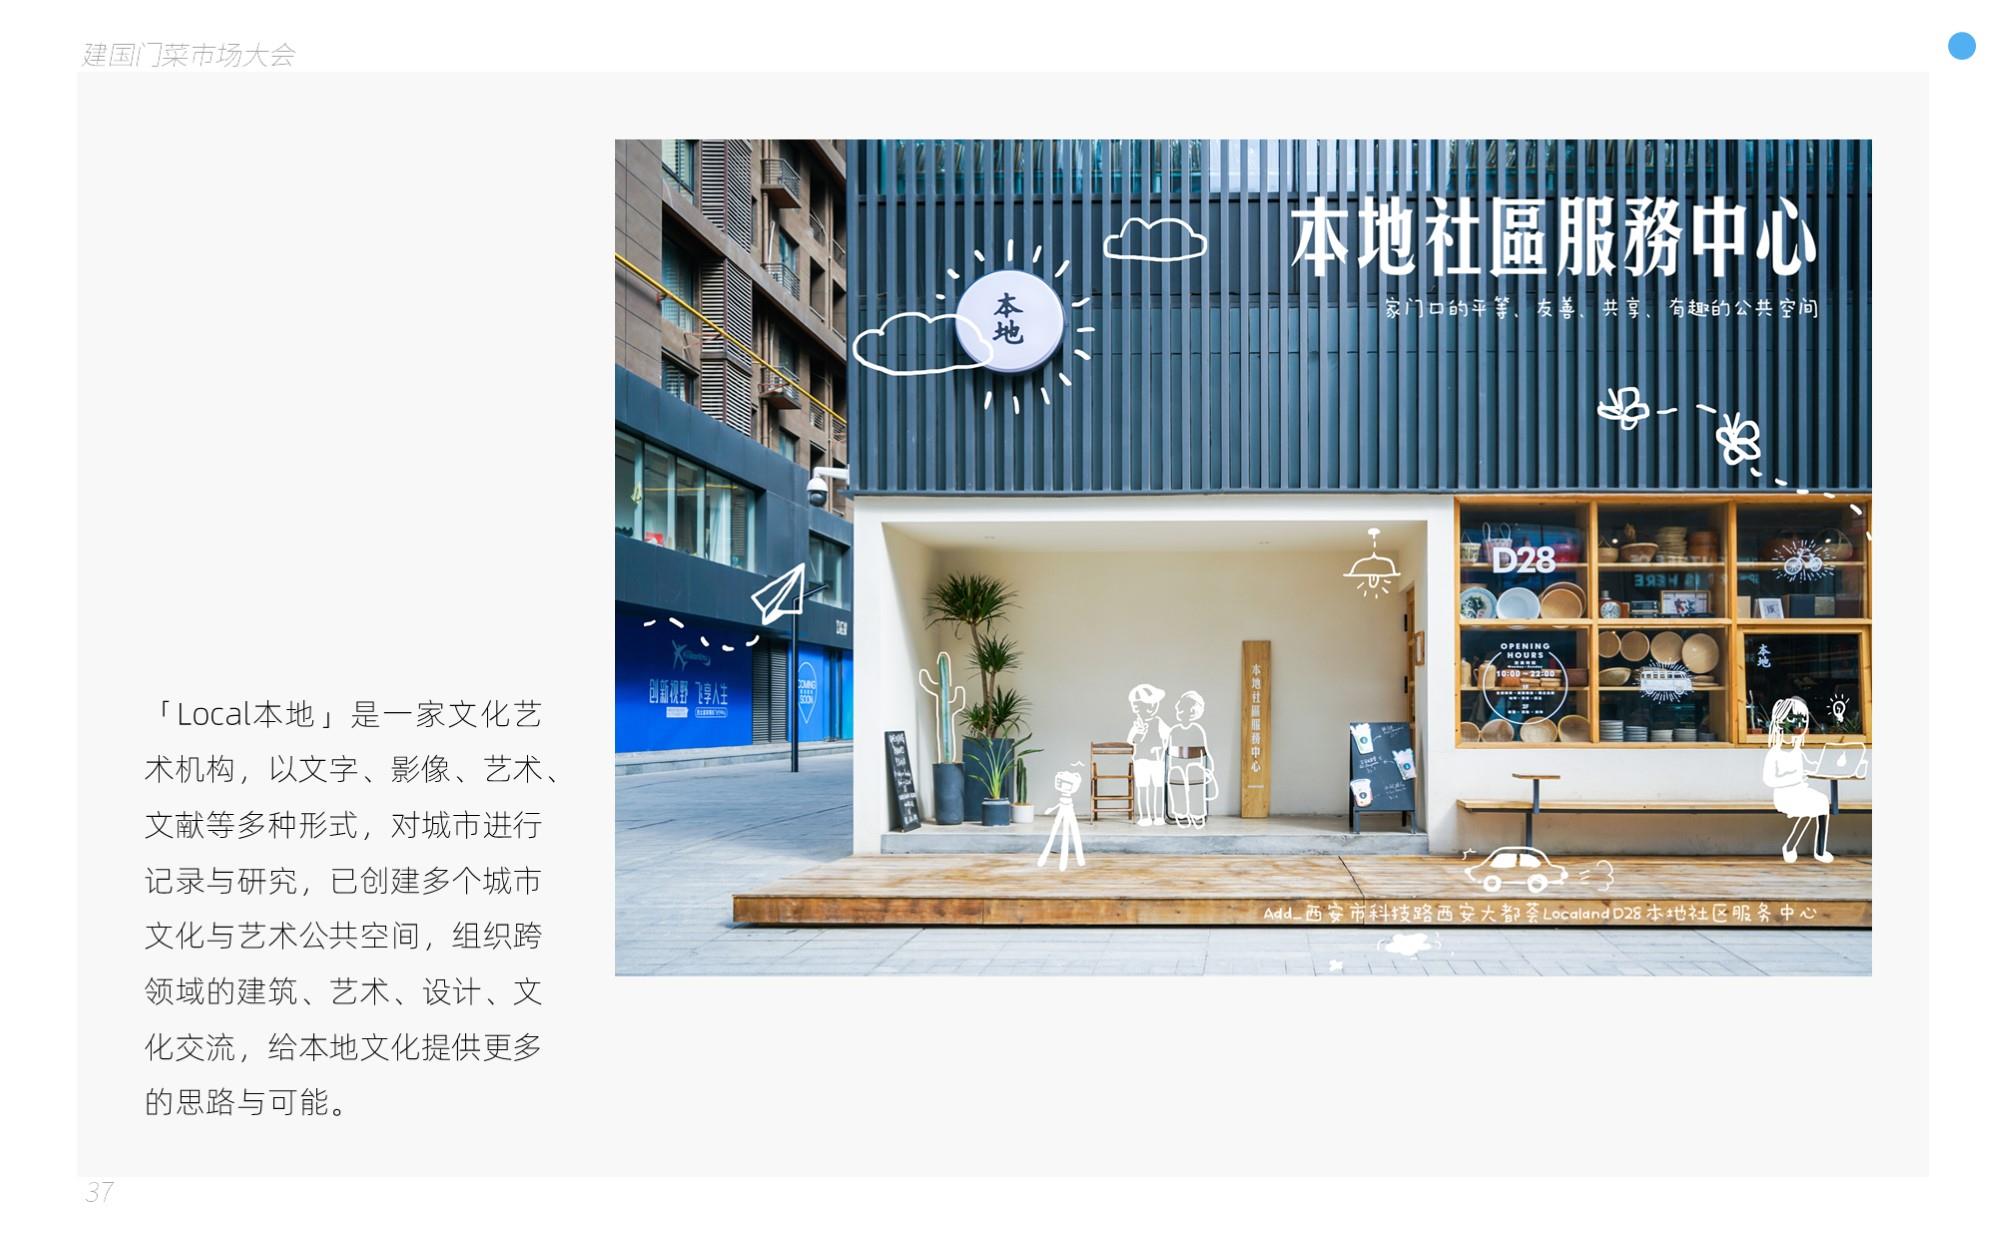 建国门菜市场大会
本地社區服務中心
家门口的平等、友善、共享、有趣的公共空间
本
地
D28
OPENING
HOURS
10:00-22:00
本地
创新视野 飞享人生
COMING
SOON
本地社區服務中心
Add_西安市科技路西安大都荟Localand D28本地社区服务中心
「Local本地」是一家文化艺
术机构，以文字、影像、艺术、
文献等多种形式，对城市进行
记录与研究，已创建多个城市
文化与艺术公共空间，组织跨
领域的建筑、艺术、设计、文
化交流，给本地文化提供更多
的思路与可能。
37